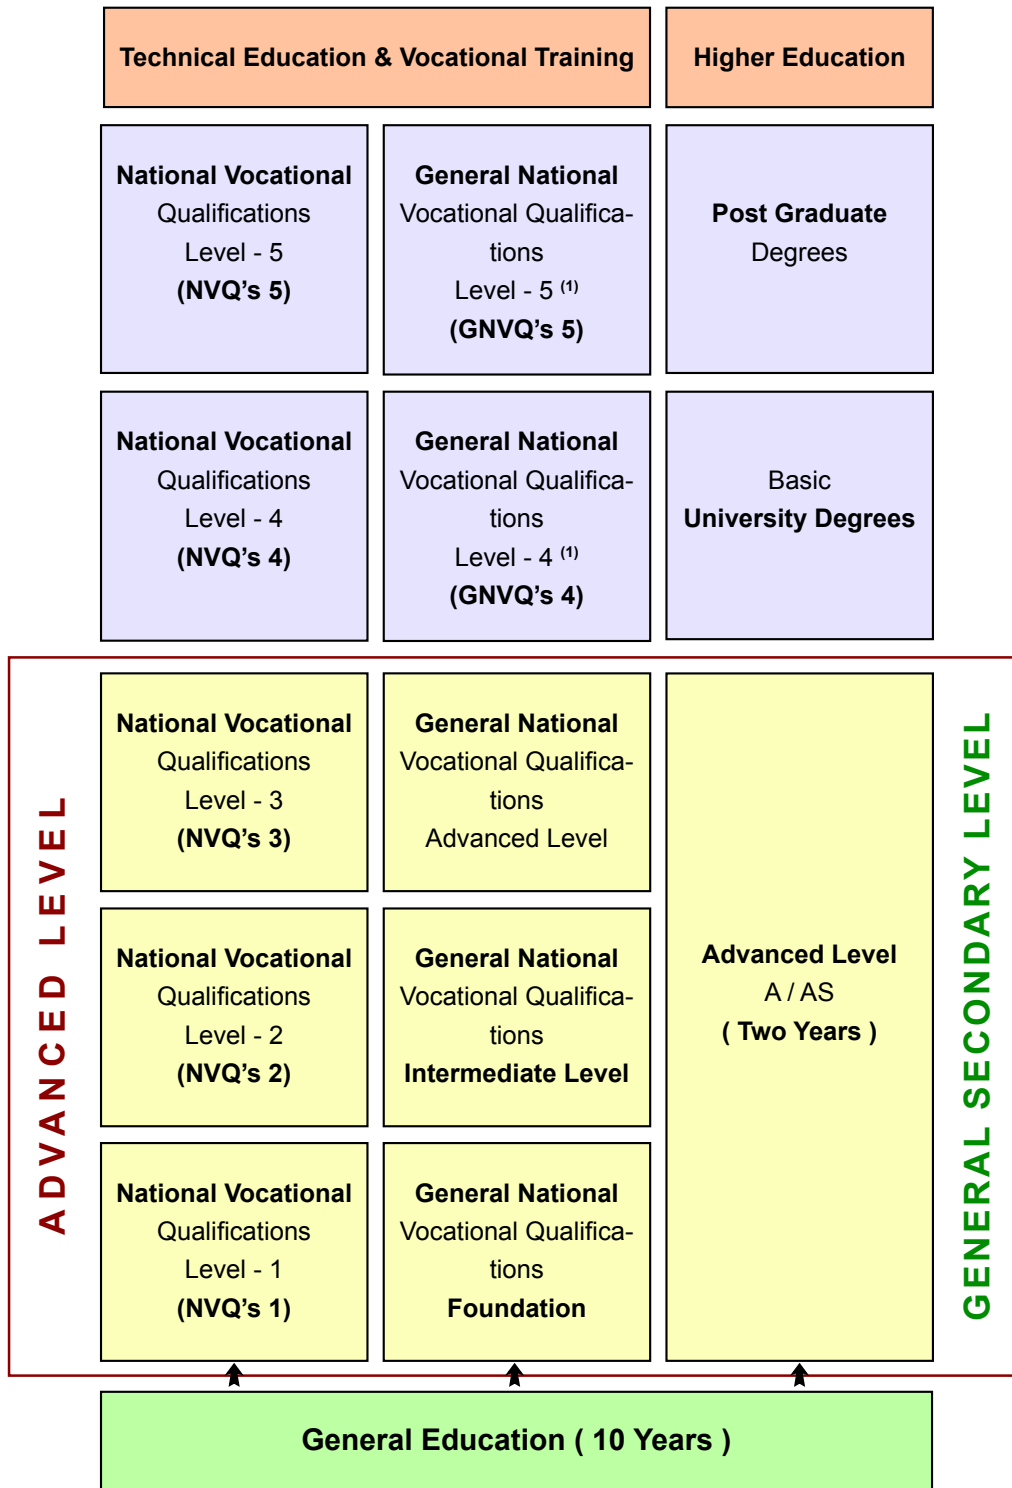 Technical Education & Vocational Training
Higher Education
National Vocational
Qualifications
Level - 5
(NVQ’s 5)
General National
Vocational Qualifica-
tions
Level - 5 (1)
(GNVQ’s 5)
Post Graduate
Degrees
National Vocational
Qualifications
Level - 4
(NVQ’s 4)
General National
Vocational Qualifica-
tions
Level - 4 (1)
(GNVQ’s 4)
Basic
University Degrees
ADVANCED LEVEL
National Vocational
Qualifications
Level - 3
(NVQ’s 3)
General National
Vocational Qualifica-
tions
Advanced Level
National Vocational
Qualifications
Level - 2
(NVQ’s 2)
General National
Vocational Qualifica-
tions
Intermediate Level
National Vocational
Qualifications
Level - 1
(NVQ’s 1)
General National
Vocational Qualifica-
tions
Foundation
Advanced Level
A / AS
( Two Years )
GENERAL SECONDARY LEVEL
General Education ( 10 Years )